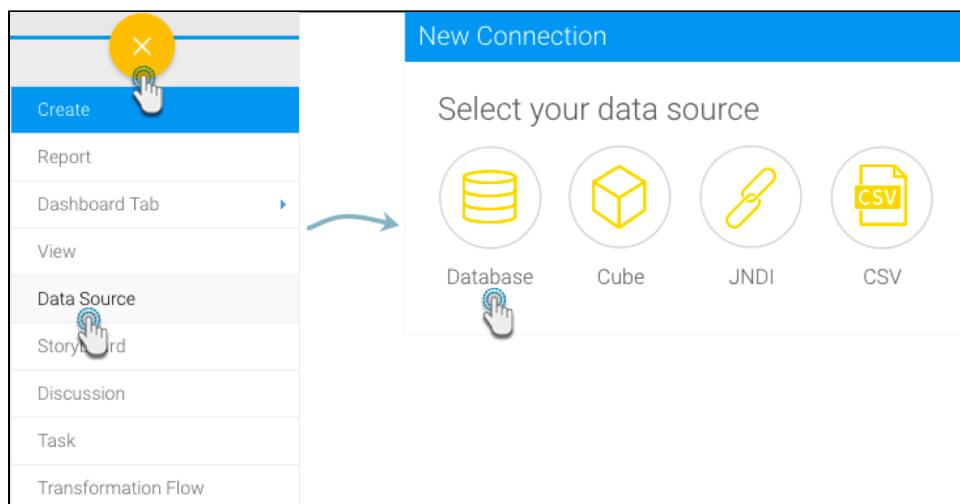 Create
Report
Dashboard Tab
View
Data Source
Discussion
Task
Transformation Flow
New Connection
Select your data source
CSV
Database
Cube
JNDI
CSV